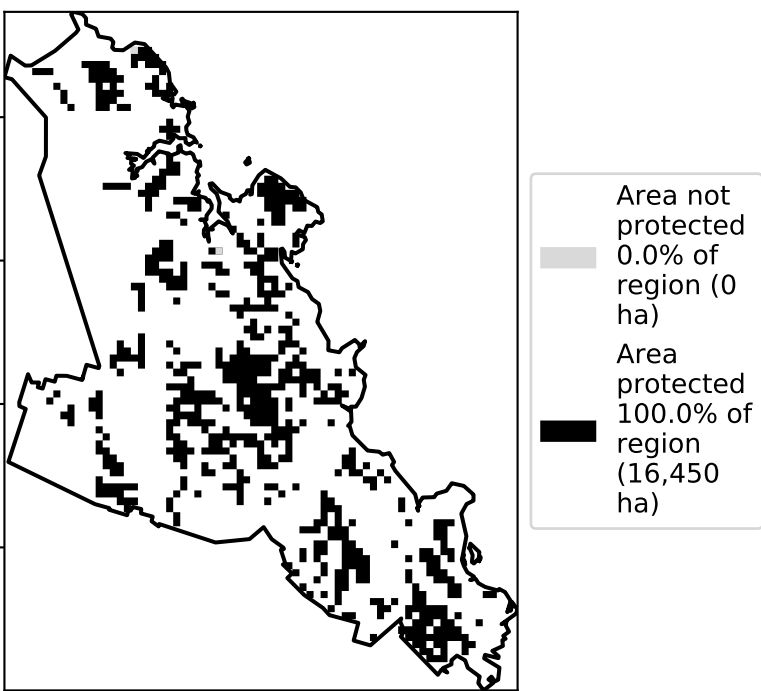 Area not
protected
0.0% of
region (0
ha)
Area
protected
100.0% of
region
(16,450
ha)